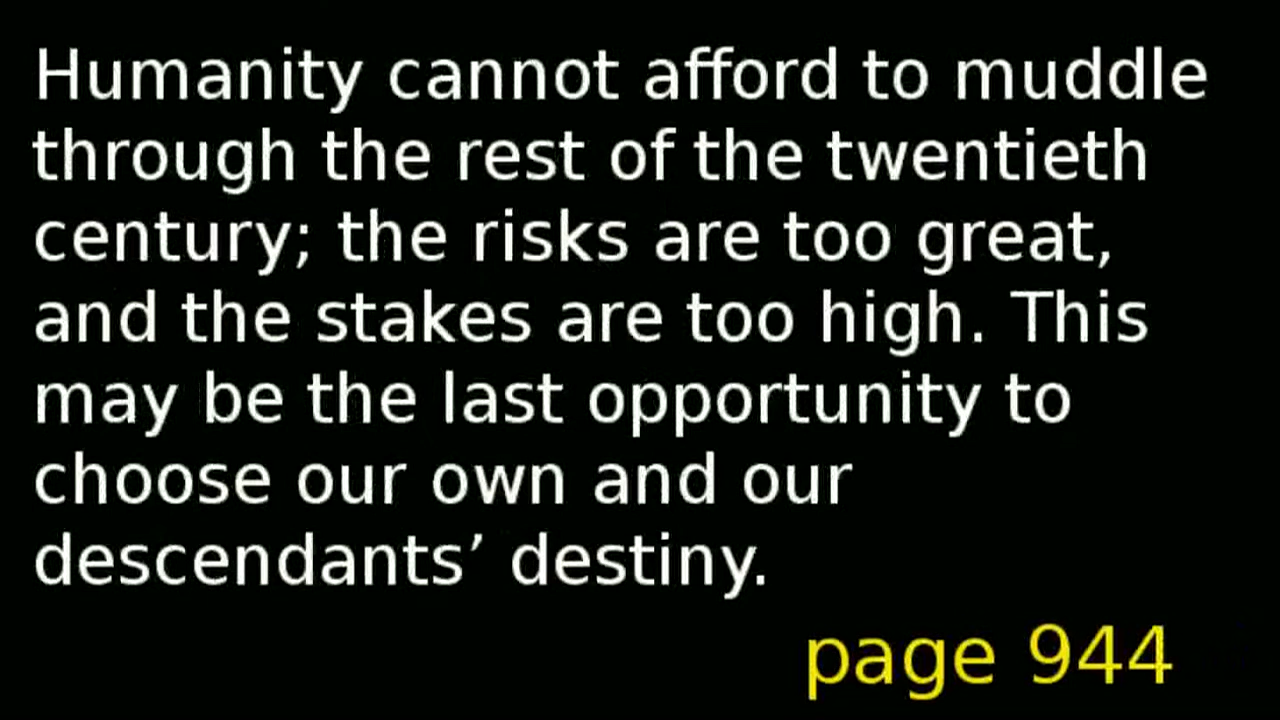 Humanity cannot afford to muddle
through the rest of the twentieth
century; the risks are too great,
and the stakes are too high. This
may be the last opportunity to
choose our own and our
descendants’ destiny.
page 944